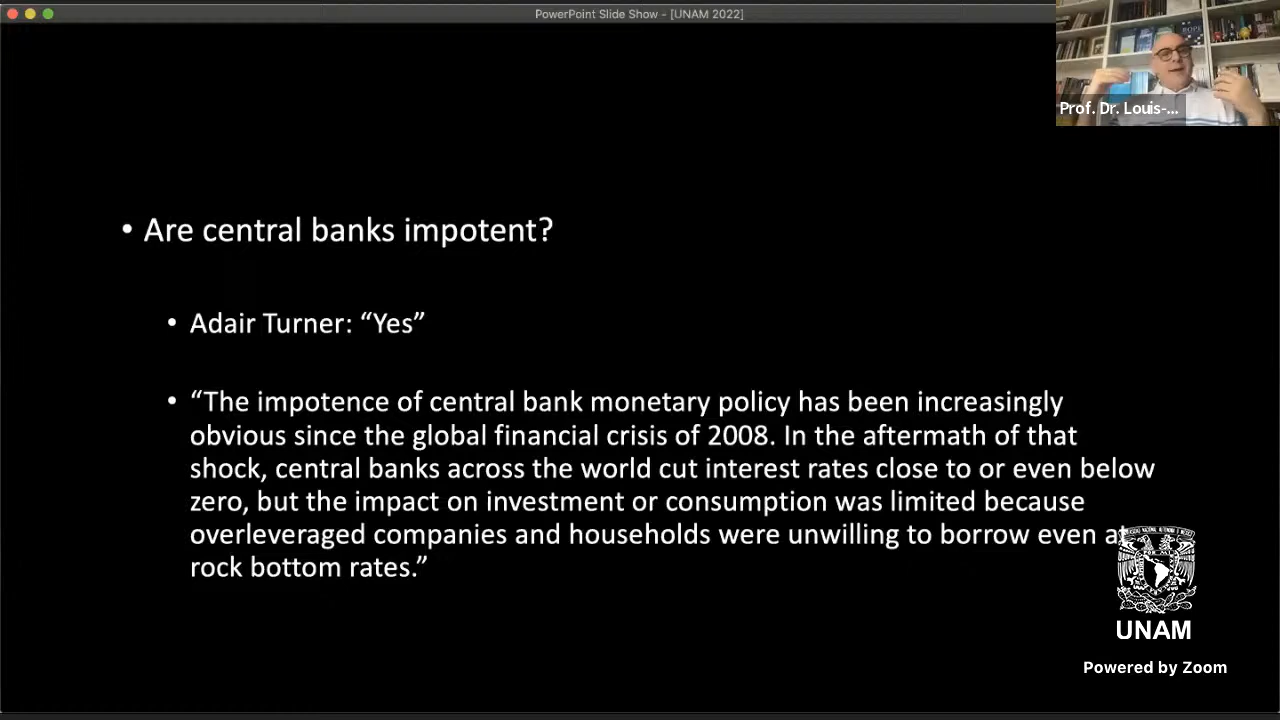 PowerPoint Slide Show - [UNAM 2022]
Prof. Dr. Louis-...
• Are central banks impotent?
• Adair Turner: “Yes”
• “The impotence of central bank monetary policy has been increasingly
obvious since the global financial crisis of 2008. In the aftermath of that
shock, central banks across the world cut interest rates close to or even below
zero, but the impact on investment or consumption was limited because
overleveraged companies and households were unwilling to borrow even at
rock bottom rates.”
UNAM
Powered by Zoom